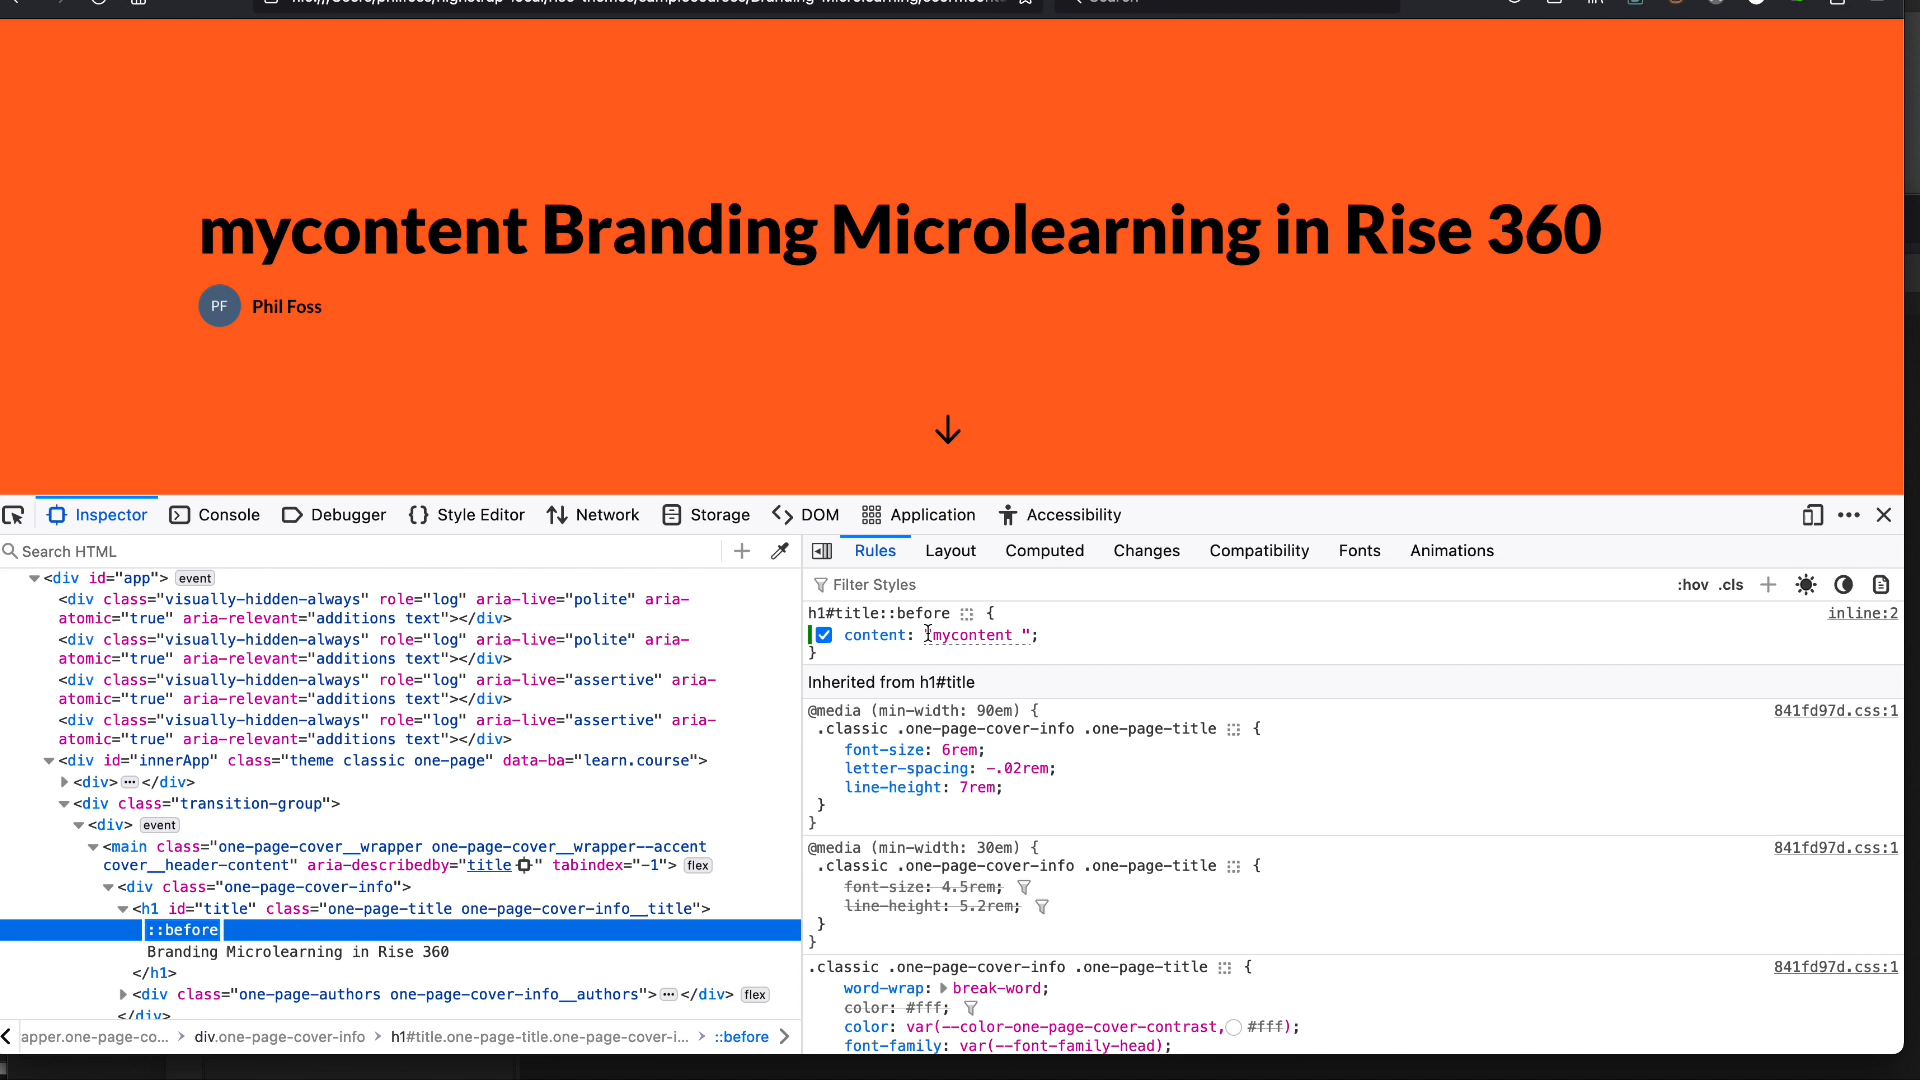 mycontent Branding Microlearning in Rise 360
PF Phil Foss
Inspector Console Debugger Style Editor Network Storage DOM Application Accessibility
Search HTML
Rules Layout Computed Changes Compatibility Fonts Animations
Filter Styles :hov .cls
<div id="app"> event
<div class="visually-hidden-always" role="log" aria-live="polite" aria-
atomic="true" aria-relevant="additions text"></div>
<div class="visually-hidden-always" role="log" aria-live="polite" aria-
atomic="true" aria-relevant="additions text"></div>
<div class="visually-hidden-always" role="log" aria-live="assertive" aria-
atomic="true" aria-relevant="additions text"></div>
<div class="visually-hidden-always" role="log" aria-live="assertive" aria-
atomic="true" aria-relevant="additions text"></div>
<div id="innerApp" class="theme classic one-page" data-ba="learn.course">
<div> </div>
<div class="transition-group">
<div> event
<main class="one-page-cover__wrapper one-page-cover__wrapper--accent
cover__header-content" aria-describedby="title" tabindex="-1"> flex
<div class="one-page-cover-info">
<h1 id="title" class="one-page-title one-page-cover-info__title">
::before
Branding Microlearning in Rise 360
</h1>
<div class="one-page-authors one-page-cover-info__authors"> </div> flex
</div>
apper.one-page-co... > div.one-page-cover-info > h1#title.one-page-title.one-page-cover-i... > ::before
h1#title::before { inline:2
content: "mycontent ";
}
Inherited from h1#title
@media (min-width: 90em) { 841fd97d.css:1
.classic .one-page-cover-info .one-page-title {
font-size: 6rem;
letter-spacing: -.02rem;
line-height: 7rem;
}
}
@media (min-width: 30em) { 841fd97d.css:1
.classic .one-page-cover-info .one-page-title {
font-size: 4.5rem;
line-height: 5.2rem;
}
}
.classic .one-page-cover-info .one-page-title { 841fd97d.css:1
word-wrap: break-word;
color: #fff;
color: var(--color-one-page-cover-contrast, #fff);
font-family: var(--font-family-head);